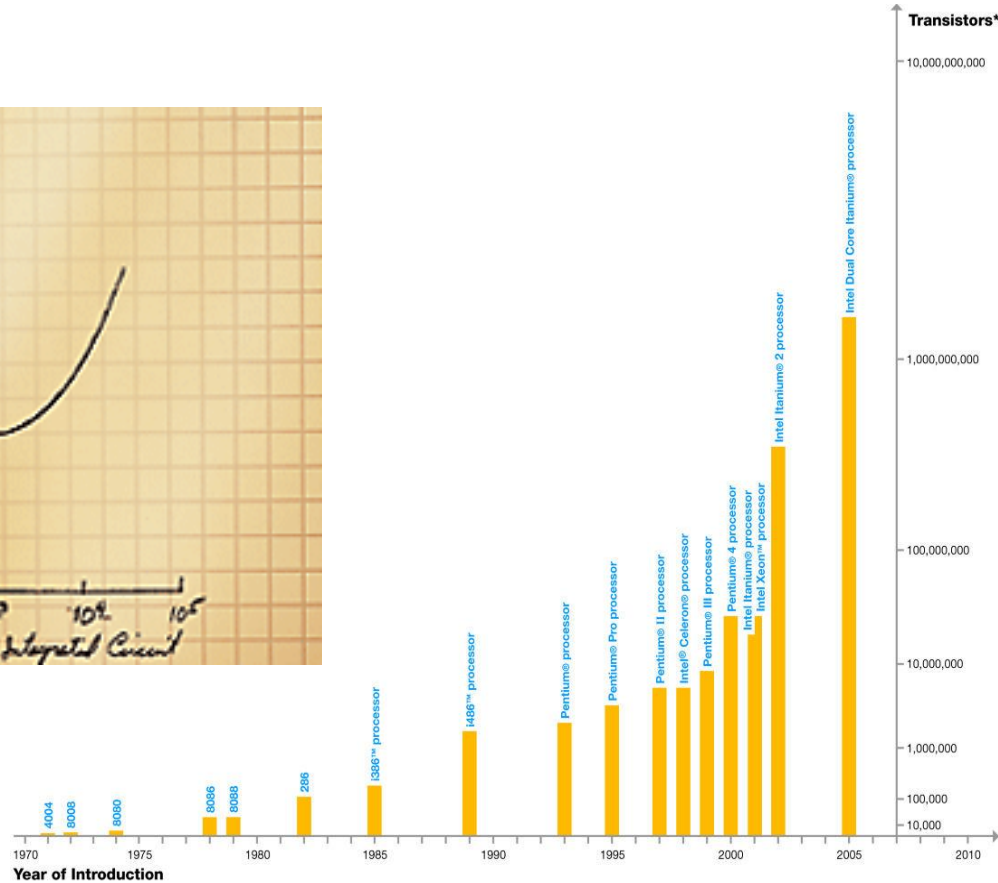 Transistors*
10,000,000,000
1,000,000,000
100,000,000
10,000,000
1,000,000
100,000
10,000
10⁴
10⁵
Integrated Circuit
4004
8008
8080
8086
8088
286
i386™ processor
i486™ processor
Pentium® processor
Pentium® Pro processor
Pentium® II processor
Intel® Celeron® processor
Pentium® III processor
Pentium® 4 processor
Intel Itanium® processor
Intel Xeon™ processor
Intel Itanium® 2 processor
Intel Dual Core Itanium® processor
1970
1975
1980
1985
1990
1995
2000
2005
2010
Year of Introduction